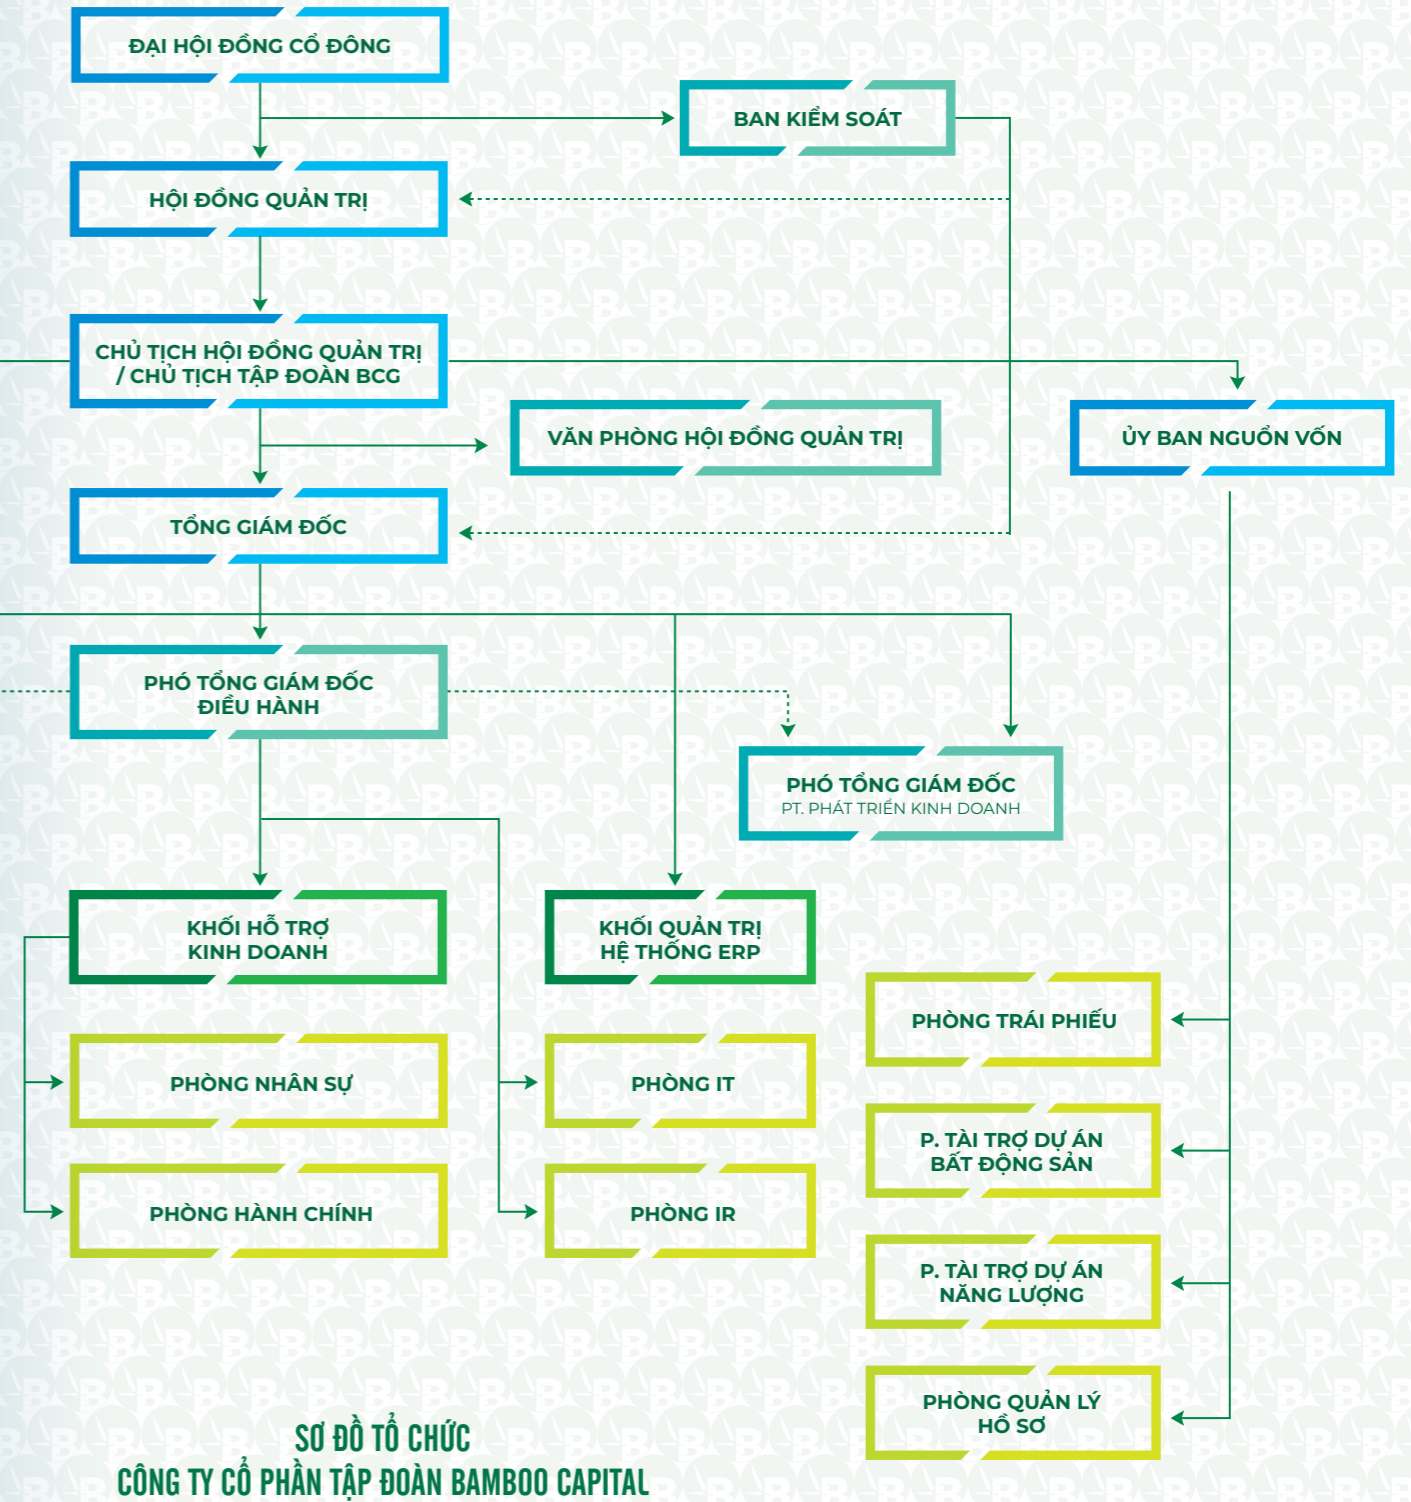 ĐẠI HỘI ĐỒNG CỔ ĐÔNG
BAN KIỂM SOÁT
HỘI ĐỒNG QUẢN TRỊ
CHỦ TỊCH HỘI ĐỒNG QUẢN TRỊ
/ CHỦ TỊCH TẬP ĐOÀN BCG
VĂN PHÒNG HỘI ĐỒNG QUẢN TRỊ
ỦY BAN NGUỒN VỐN
TỔNG GIÁM ĐỐC
PHÓ TỔNG GIÁM ĐỐC
ĐIỀU HÀNH
PHÓ TỔNG GIÁM ĐỐC
PT. PHÁT TRIỂN KINH DOANH
KHỐI HỖ TRỢ
KINH DOANH
KHỐI QUẢN TRỊ
HỆ THỐNG ERP
PHÒNG TRÁI PHIẾU
PHÒNG NHÂN SỰ
PHÒNG IT
P. TÀI TRỢ DỰ ÁN
BẤT ĐỘNG SẢN
PHÒNG HÀNH CHÍNH
PHÒNG IR
P. TÀI TRỢ DỰ ÁN
NĂNG LƯỢNG
PHÒNG QUẢN LÝ
HỒ SƠ
SƠ ĐỒ TỔ CHỨC
CÔNG TY CỔ PHẦN TẬP ĐOÀN BAMBOO CAPITAL